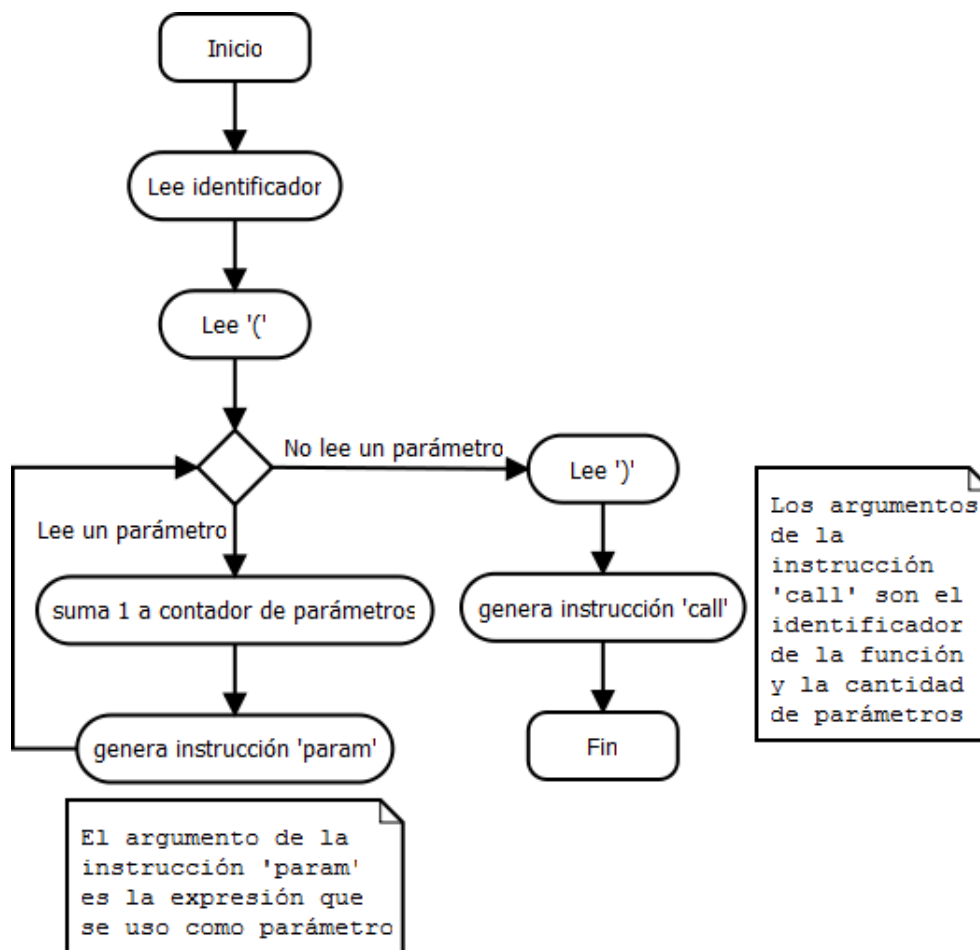 Inicio
Lee identificador
Lee '('
No lee un parámetro
Lee ')'
Lee un parámetro
suma 1 a contador de parámetros
genera instrucción 'call'
genera instrucción 'param'
Fin
Los argumentos
de la
instrucción
'call' son el
identificador
de la función
y la cantidad
de parámetros
El argumento de la
instrucción 'param'
es la expresión que
se uso como parámetro